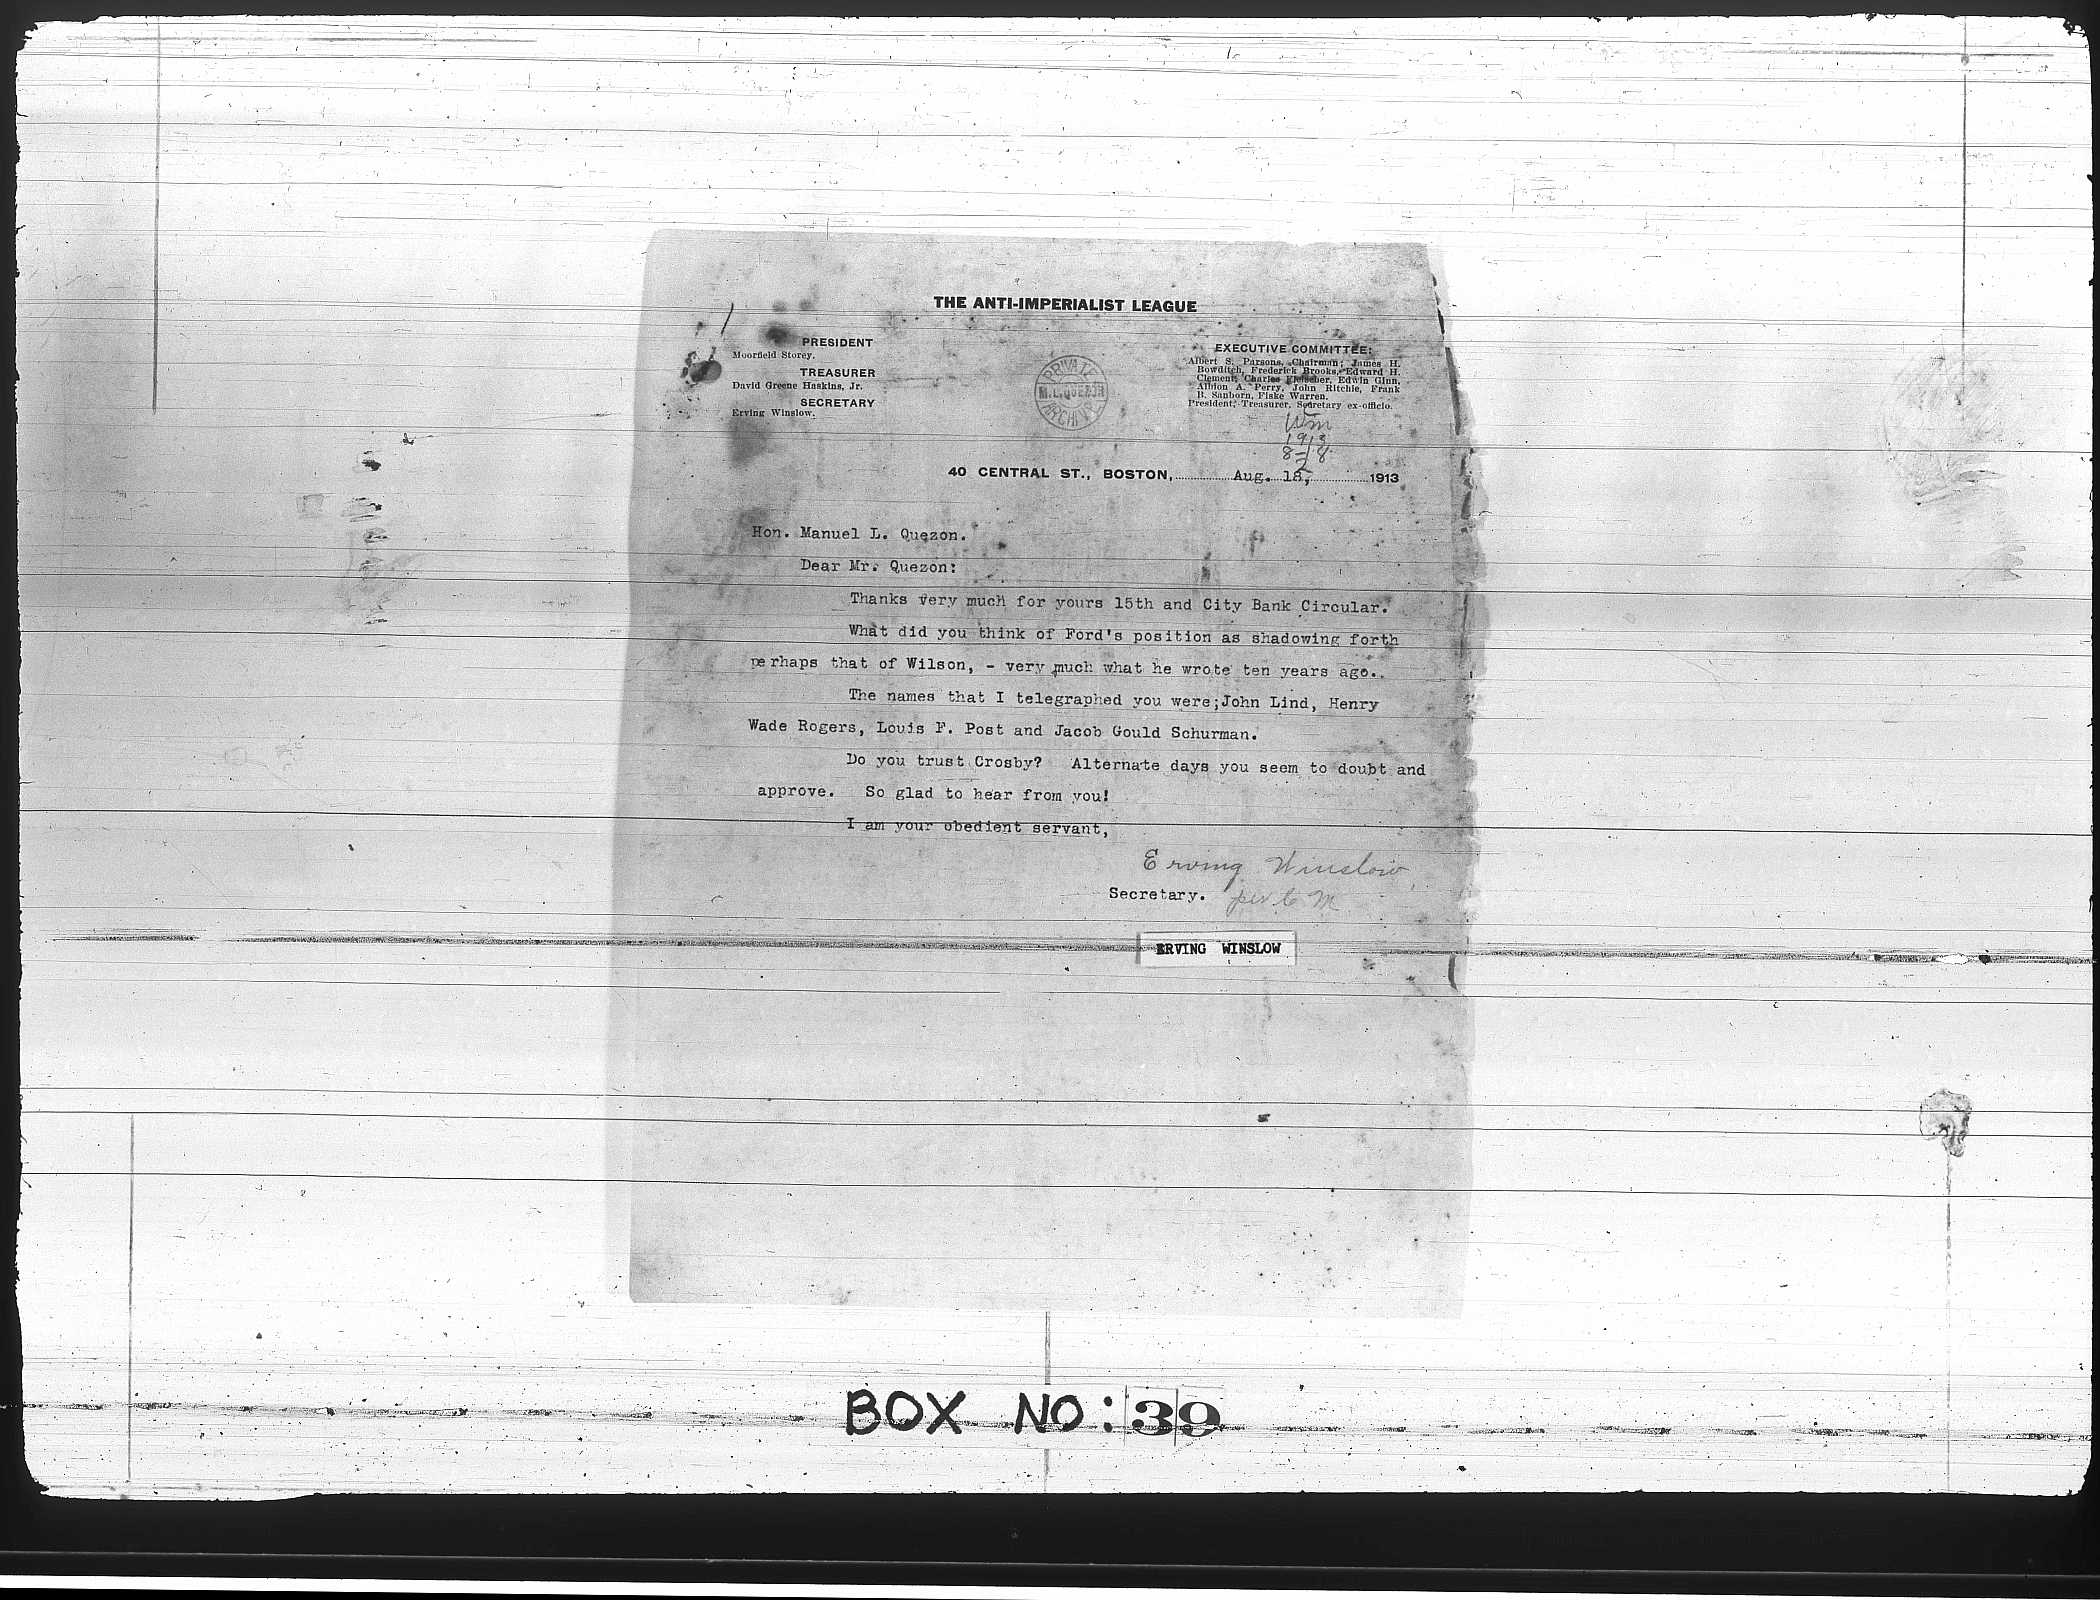 THE ANTI-IMPERIALIST LEAGUE
PRESIDENT
Moorfield Storey.
TREASURER
David Greene Haskins, Jr.
SECRETARY
Erving Winslow.
PRIVATE
M.L. QUEZON
ARCHIVES
EXECUTIVE COMMITTEE:
Albert S. Parsons, Chairman; James H.
Bowditch, Frederick Brooks, Edward H.
Clement, Charles Fleischer, Edwin Ginn,
Albion A. Perry, John Ritchie, Frank
B. Sanborn, Fiske Warren.
President, Treasurer, Secretary ex-officio.
1913
8-18
40 CENTRAL ST., BOSTON, Aug. 18, 1913
Hon. Manuel L. Quezon.
Dear Mr. Quezon:
Thanks very much for yours 15th and City Bank Circular.
What did you think of Ford's position as shadowing forth
perhaps that of Wilson, - very much what he wrote ten years ago.
The names that I telegraphed you were;John Lind, Henry
Wade Rogers, Louis F. Post and Jacob Gould Schurman.
Do you trust Crosby? Alternate days you seem to doubt and
approve. So glad to hear from you!
I am your obedient servant,
Erving Winslow,
Secretary. per C M
ERVING WINSLOW
BOX NO: 39